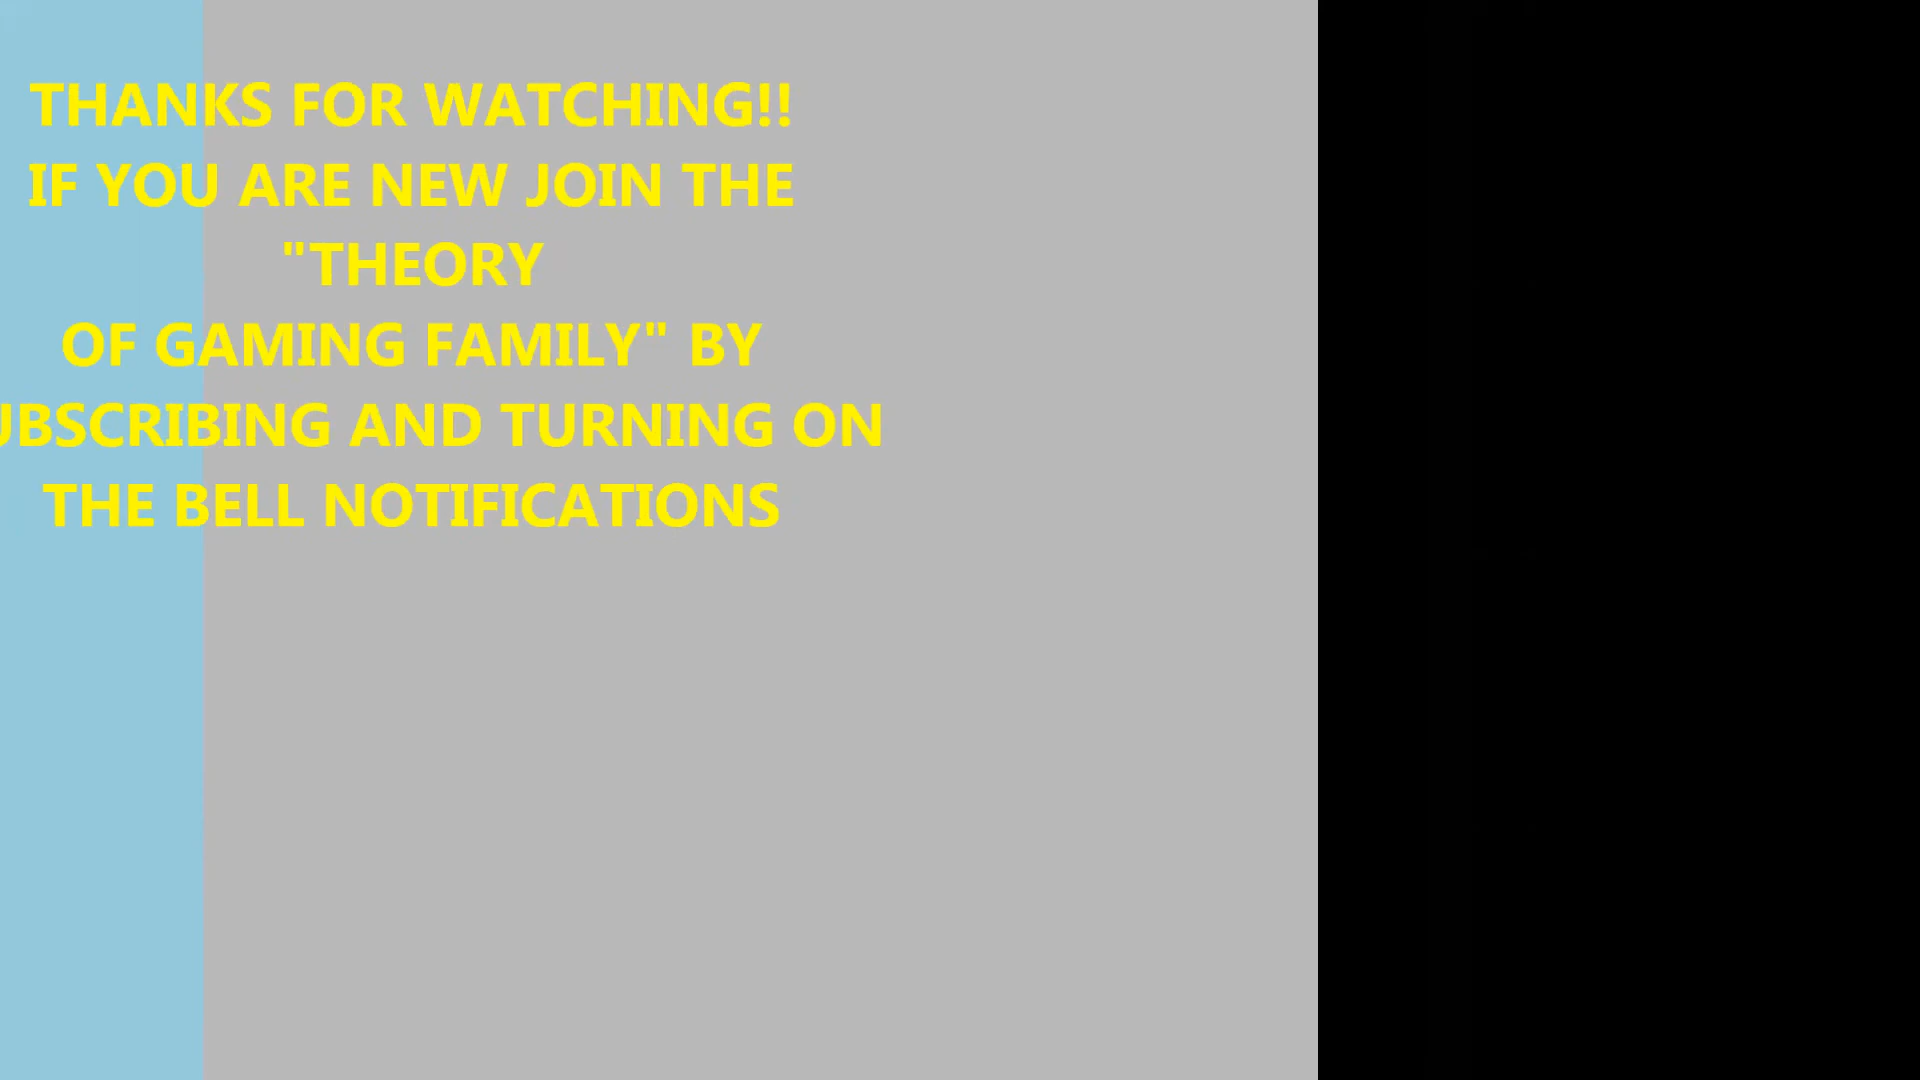 THANKS FOR WATCHING!!
IF YOU ARE NEW JOIN THE
"THEORY
OF GAMING FAMILY" BY
UBSCRIBING AND TURNING ON
THE BELL NOTIFICATIONS